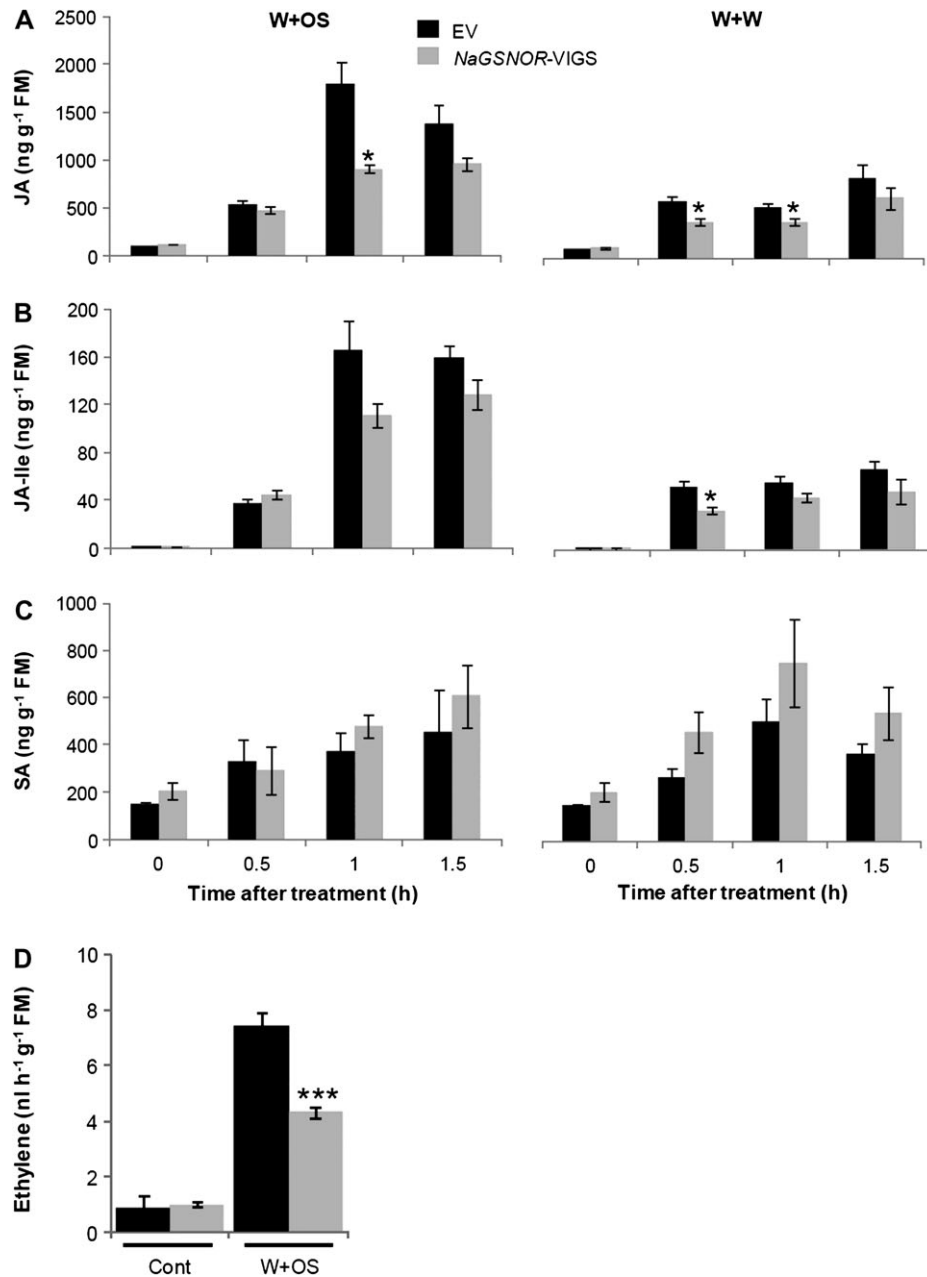 A
W+OS
W+W
EV
NaGSNOR-VIGS
JA (ng g⁻¹ FM)
2500
2000
1500
1000
500
0
*
* *
B
JA-Ile (ng g⁻¹ FM)
200
160
120
80
40
0
*
C
SA (ng g⁻¹ FM)
1000
800
600
400
200
0
0 0.5 1 1.5
0 0.5 1 1.5
Time after treatment (h)
Time after treatment (h)
D
Ethylene (nl h⁻¹g⁻¹ FM)
10
8
6
4
2
0
***
Cont W+OS